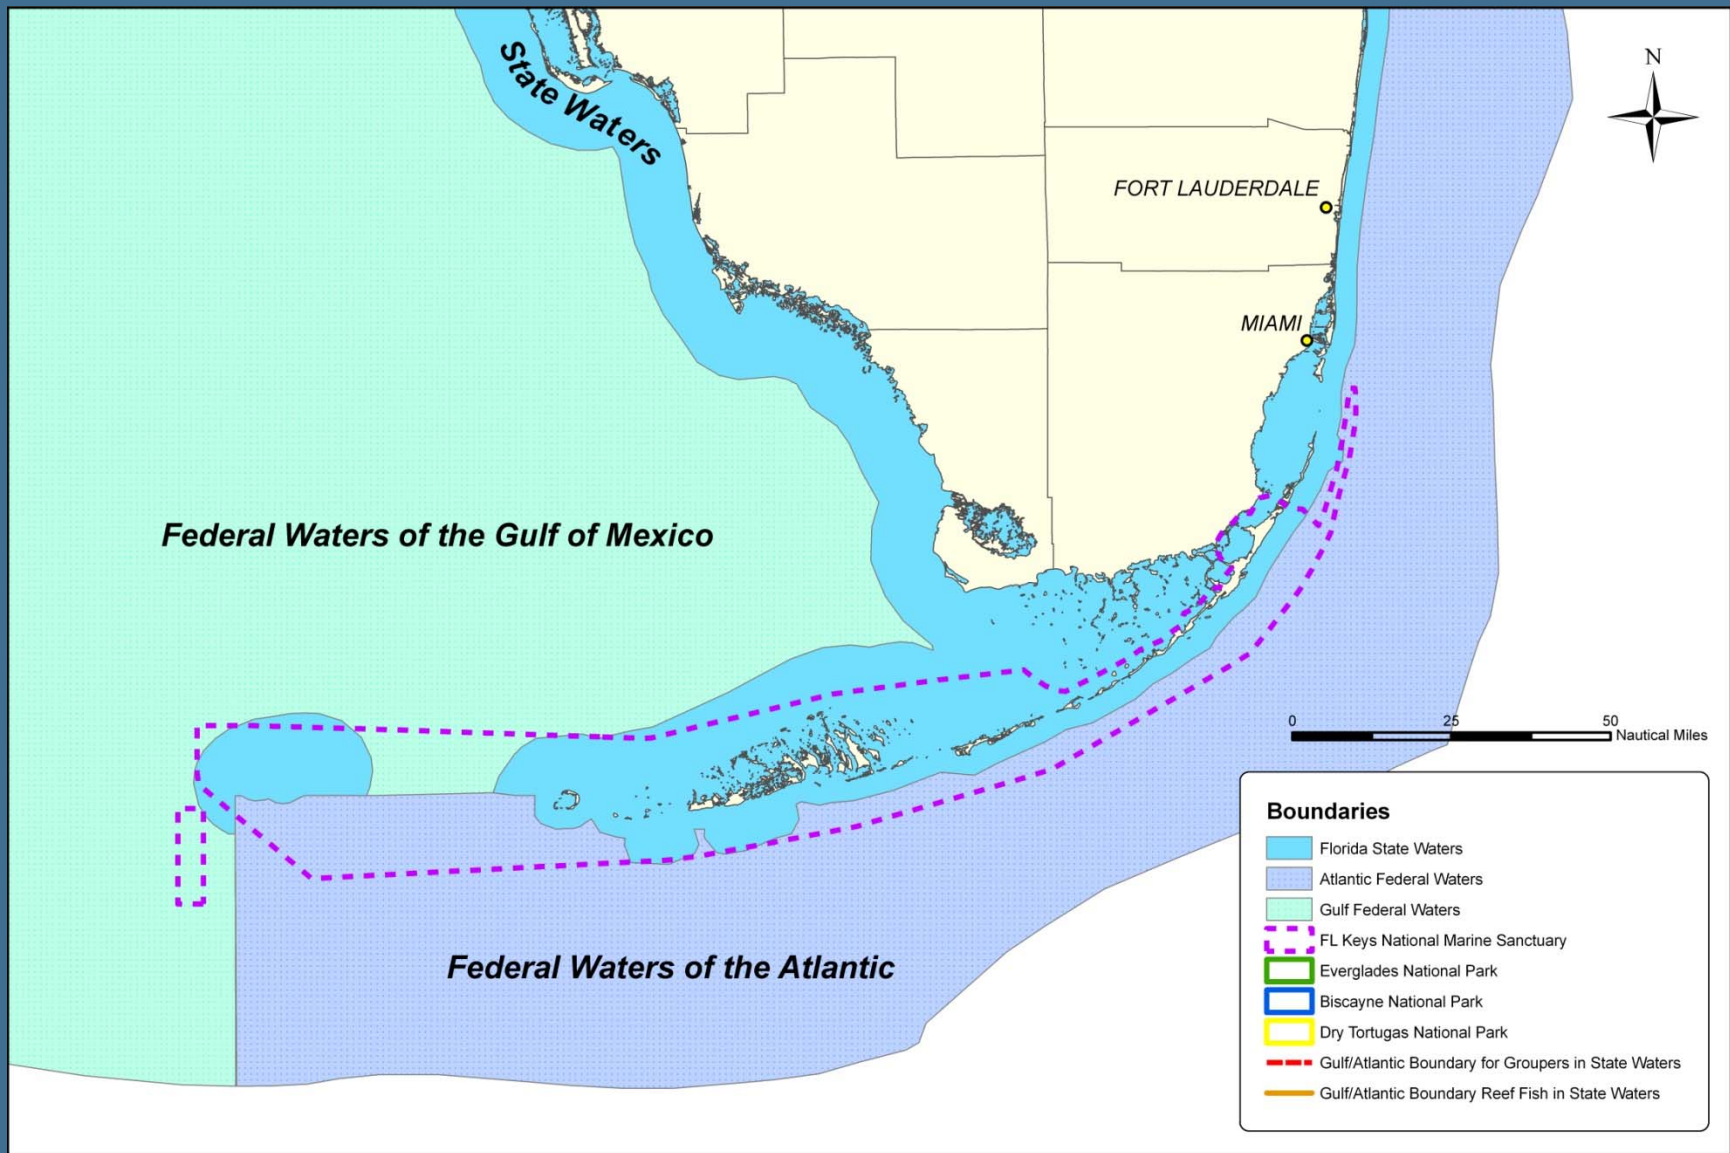 State Waters
N
FORT LAUDERDALE
MIAMI
Federal Waters of the Gulf of Mexico
0 25 50
Nautical Miles
Federal Waters of the Atlantic
Boundaries
Florida State Waters
Atlantic Federal Waters
Gulf Federal Waters
FL Keys National Marine Sanctuary
Everglades National Park
Biscayne National Park
Dry Tortugas National Park
Gulf/Atlantic Boundary for Groupers in State Waters
Gulf/Atlantic Boundary Reef Fish in State Waters